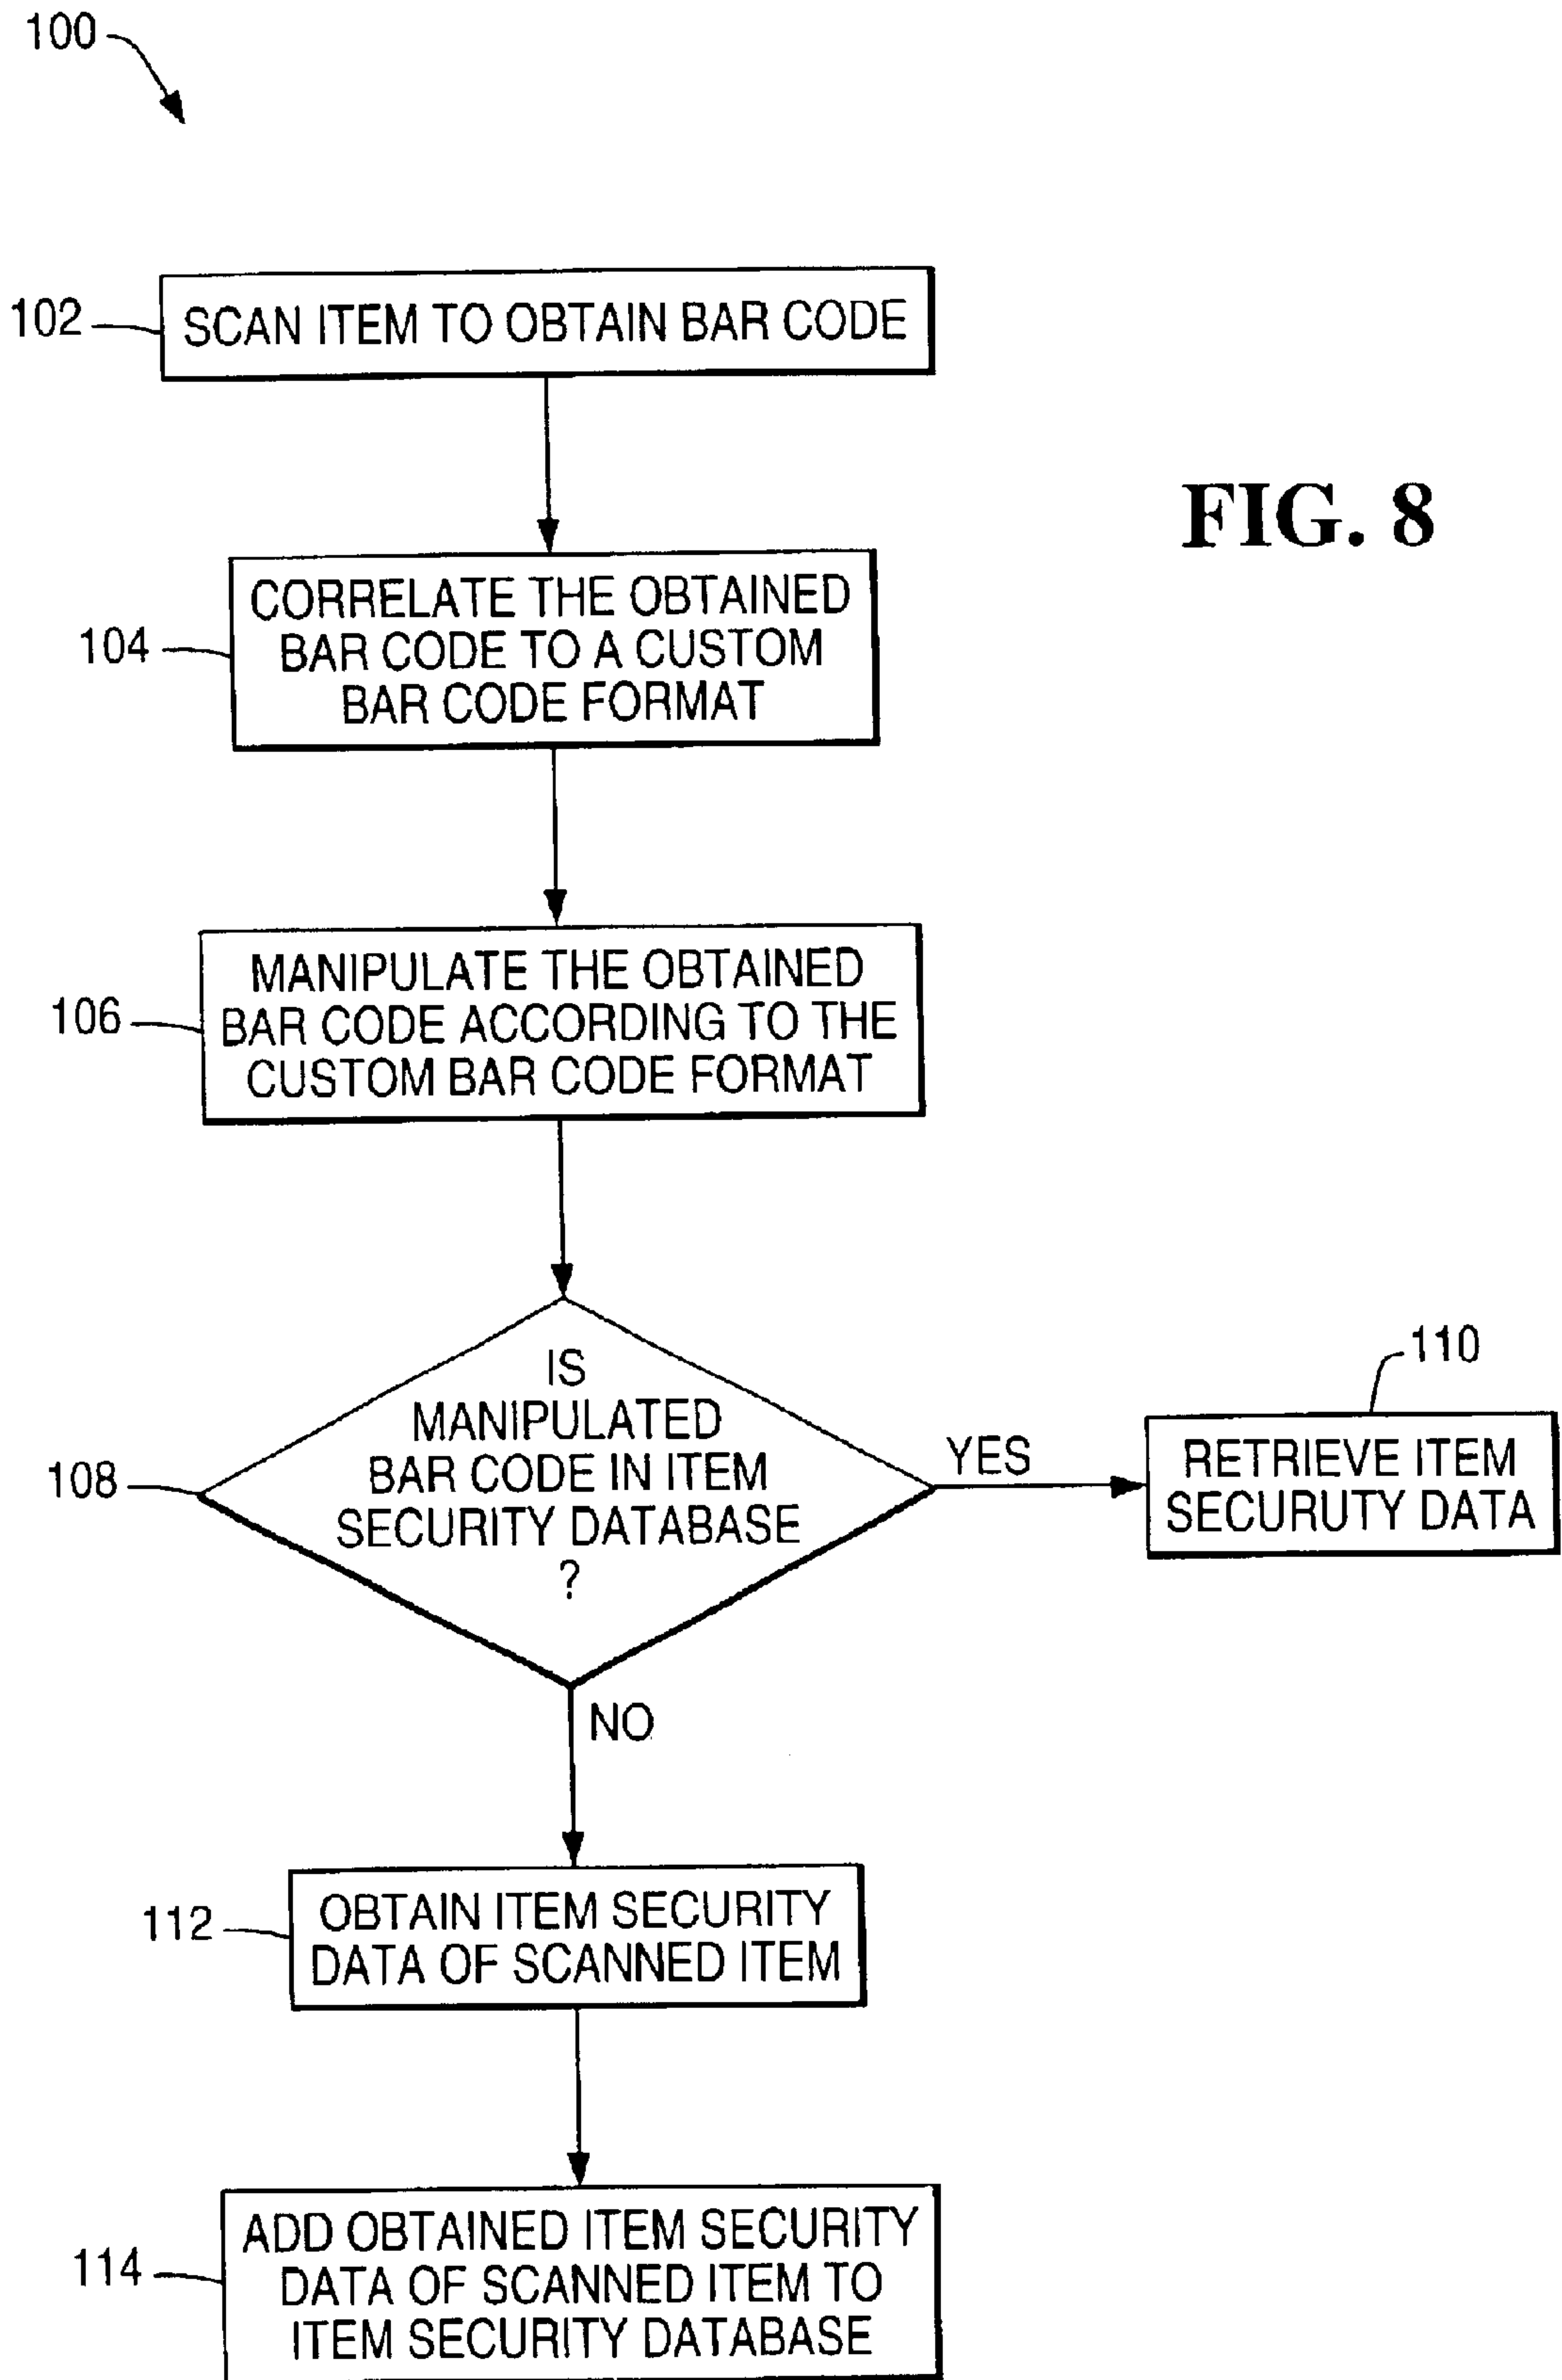 100
102
SCAN ITEM TO OBTAIN BAR CODE
FIG. 8
104
CORRELATE THE OBTAINED
BAR CODE TO A CUSTOM
BAR CODE FORMAT
106
MANIPULATE THE OBTAINED
BAR CODE ACCORDING TO THE
CUSTOM BAR CODE FORMAT
108
IS
MANIPULATED
BAR CODE IN ITEM
SECURITY DATABASE
?
YES
110
RETRIEVE ITEM
SECURUTY DATA
NO
112
OBTAIN ITEM SECURITY
DATA OF SCANNED ITEM
114
ADD OBTAINED ITEM SECURITY
DATA OF SCANNED ITEM TO
ITEM SECURITY DATABASE